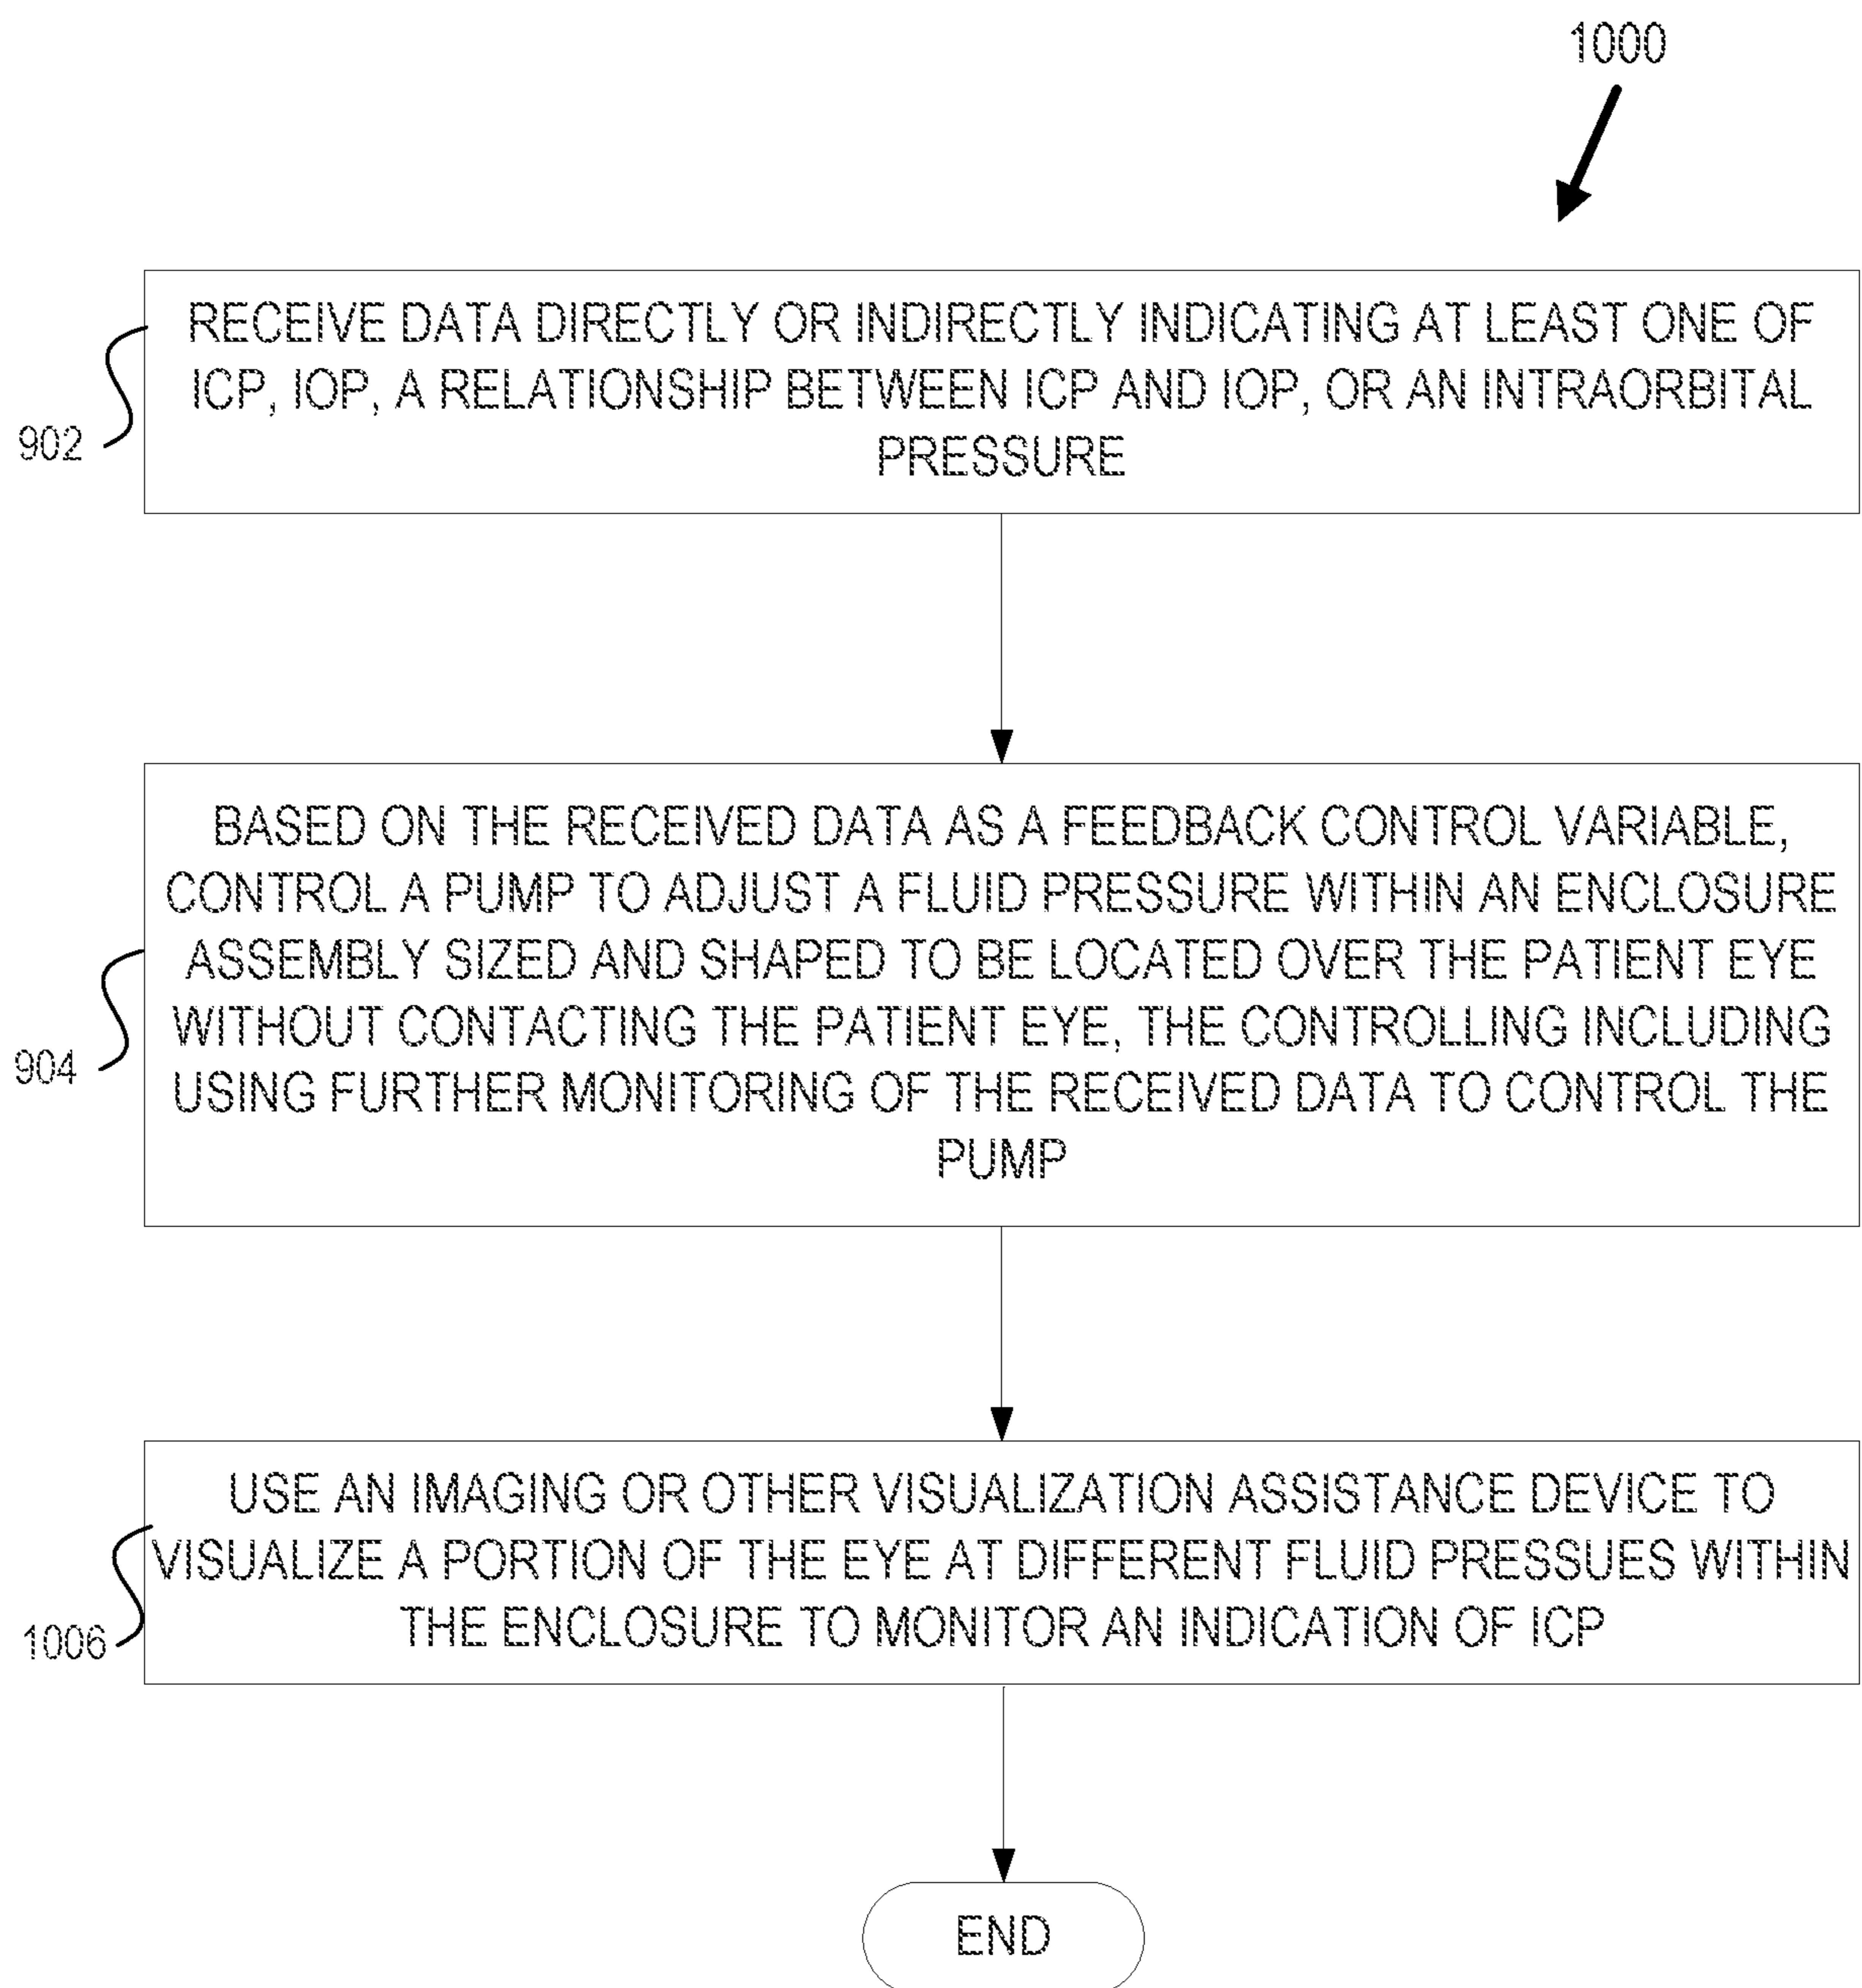 1000
RECEIVE DATA DIRECTLY OR INDIRECTLY INDICATING AT LEAST ONE OF
ICP, IOP, A RELATIONSHIP BETWEEN ICP AND IOP, OR AN INTRAORBITAL
PRESSURE
902
BASED ON THE RECEIVED DATA AS A FEEDBACK CONTROL VARIABLE,
CONTROL A PUMP TO ADJUST A FLUID PRESSURE WITHIN AN ENCLOSURE
ASSEMBLY SIZED AND SHAPED TO BE LOCATED OVER THE PATIENT EYE
WITHOUT CONTACTING THE PATIENT EYE, THE CONTROLLING INCLUDING
USING FURTHER MONITORING OF THE RECEIVED DATA TO CONTROL THE
PUMP
904
USE AN IMAGING OR OTHER VISUALIZATION ASSISTANCE DEVICE TO
VISUALIZE A PORTION OF THE EYE AT DIFFERENT FLUID PRESSUES WITHIN
THE ENCLOSURE TO MONITOR AN INDICATION OF ICP
1006
END